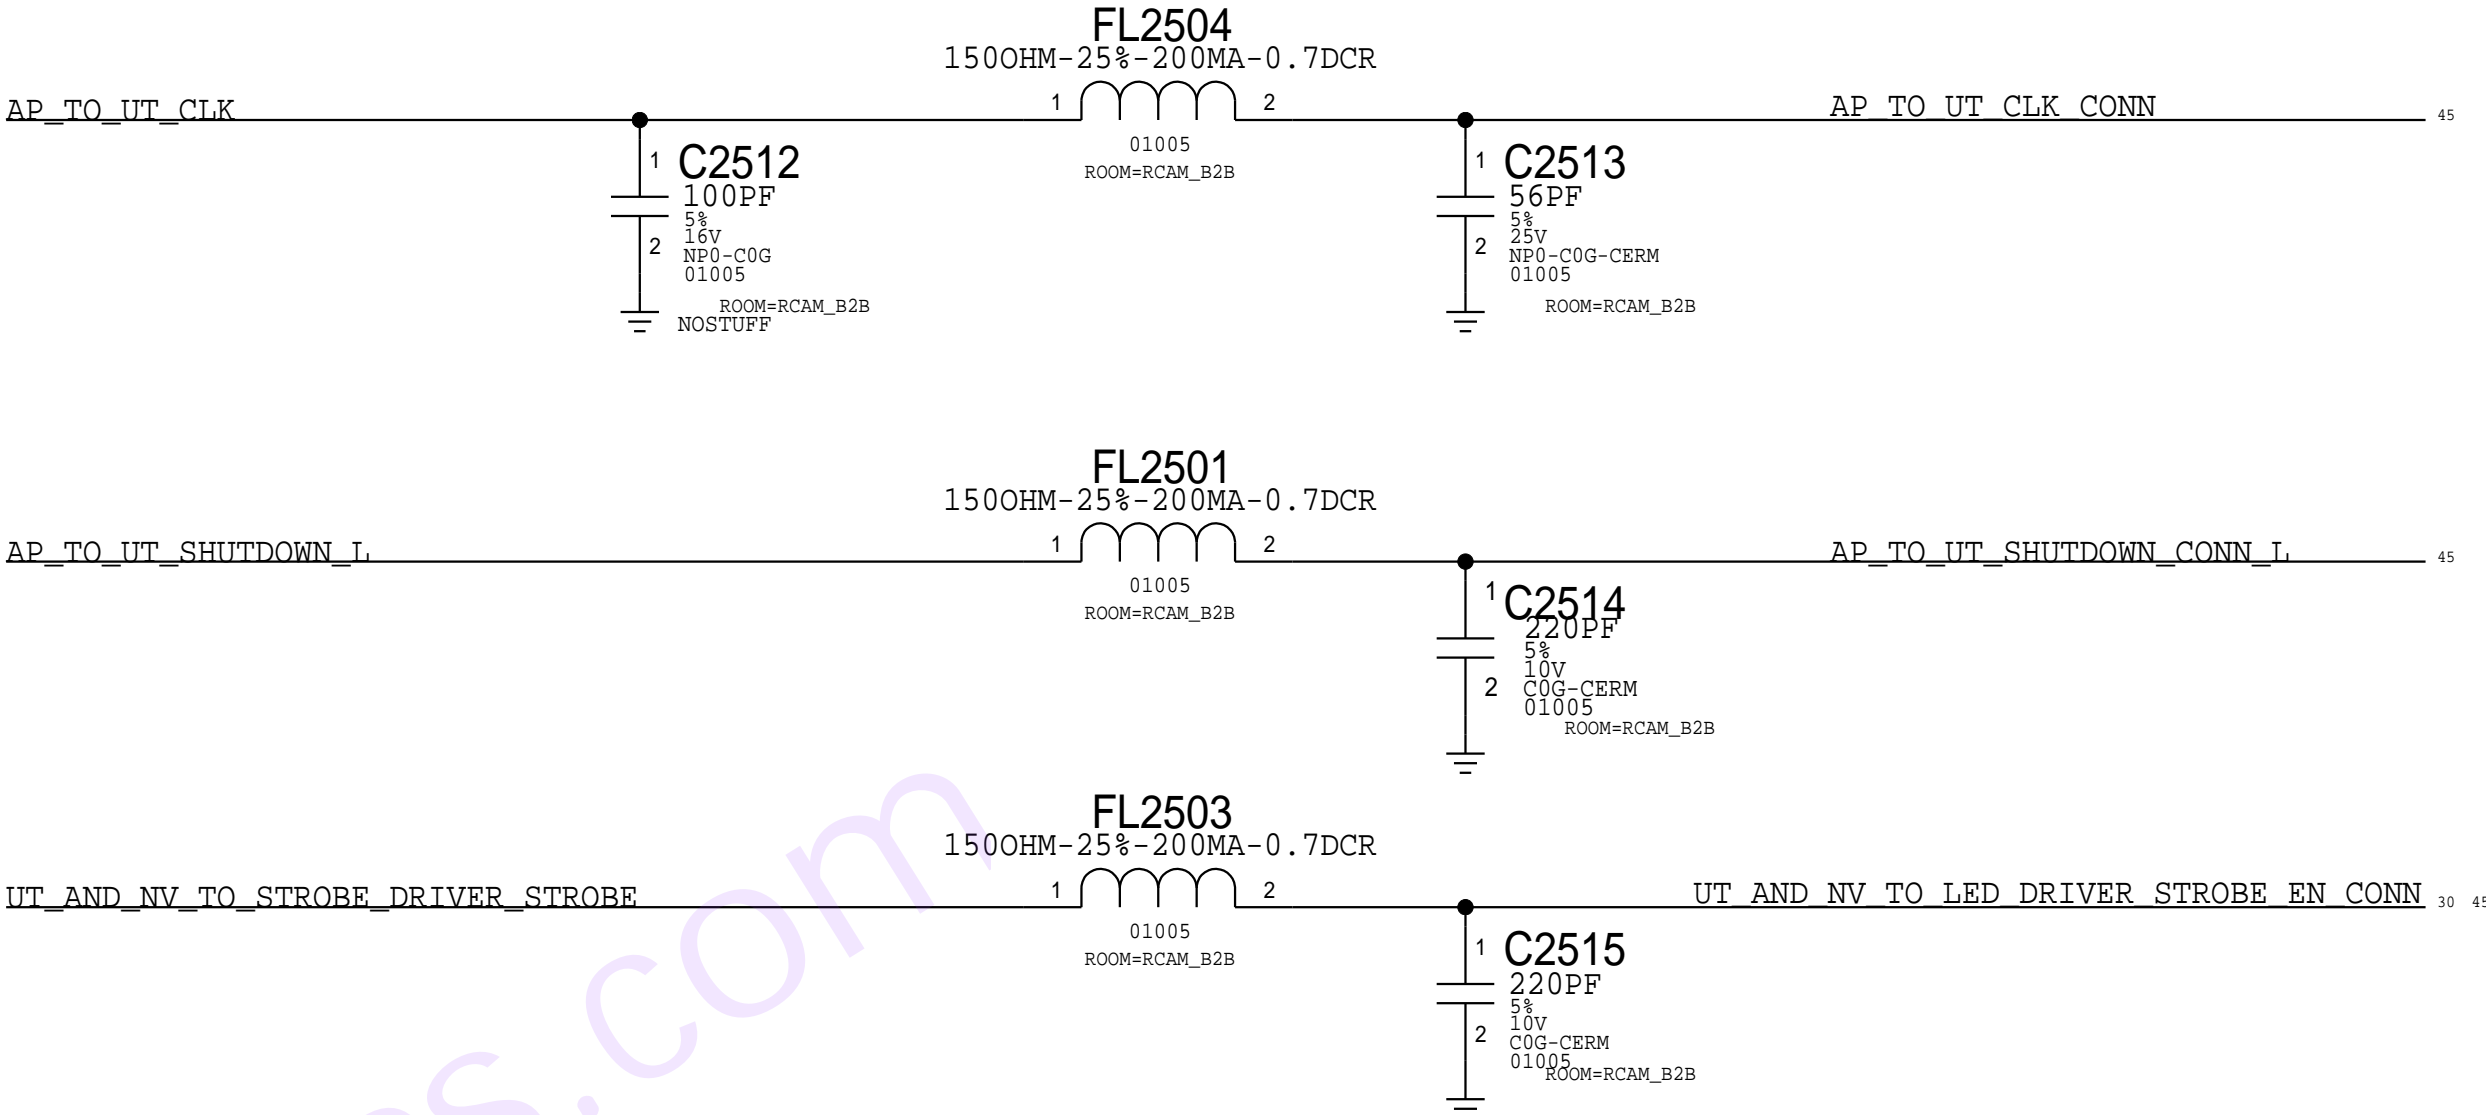 FL2504
150OHM-25%-200MA-0.7DCR
AP_TO_UT_CLK
1
2
AP_TO_UT_CLK_CONN
45
01005
ROOM=RCAM_B2B
1
C2512
100PF
5%
16V
2
NP0-C0G
01005
ROOM=RCAM_B2B
NOSTUFF
1
C2513
56PF
5%
25V
2
NP0-C0G-CERM
01005
ROOM=RCAM_B2B
FL2501
150OHM-25%-200MA-0.7DCR
AP_TO_UT_SHUTDOWN_L
1
2
AP_TO_UT_SHUTDOWN_CONN_L
45
01005
ROOM=RCAM_B2B
1
C2514
220PF
5%
10V
2
C0G-CERM
01005
ROOM=RCAM_B2B
FL2503
150OHM-25%-200MA-0.7DCR
UT_AND_NV_TO_STROBE_DRIVER_STROBE
1
2
UT_AND_NV_TO_LED_DRIVER_STROBE_EN_CONN
30 45
01005
ROOM=RCAM_B2B
1
C2515
220PF
5%
10V
2
C0G-CERM
01005
ROOM=RCAM_B2B
s.com